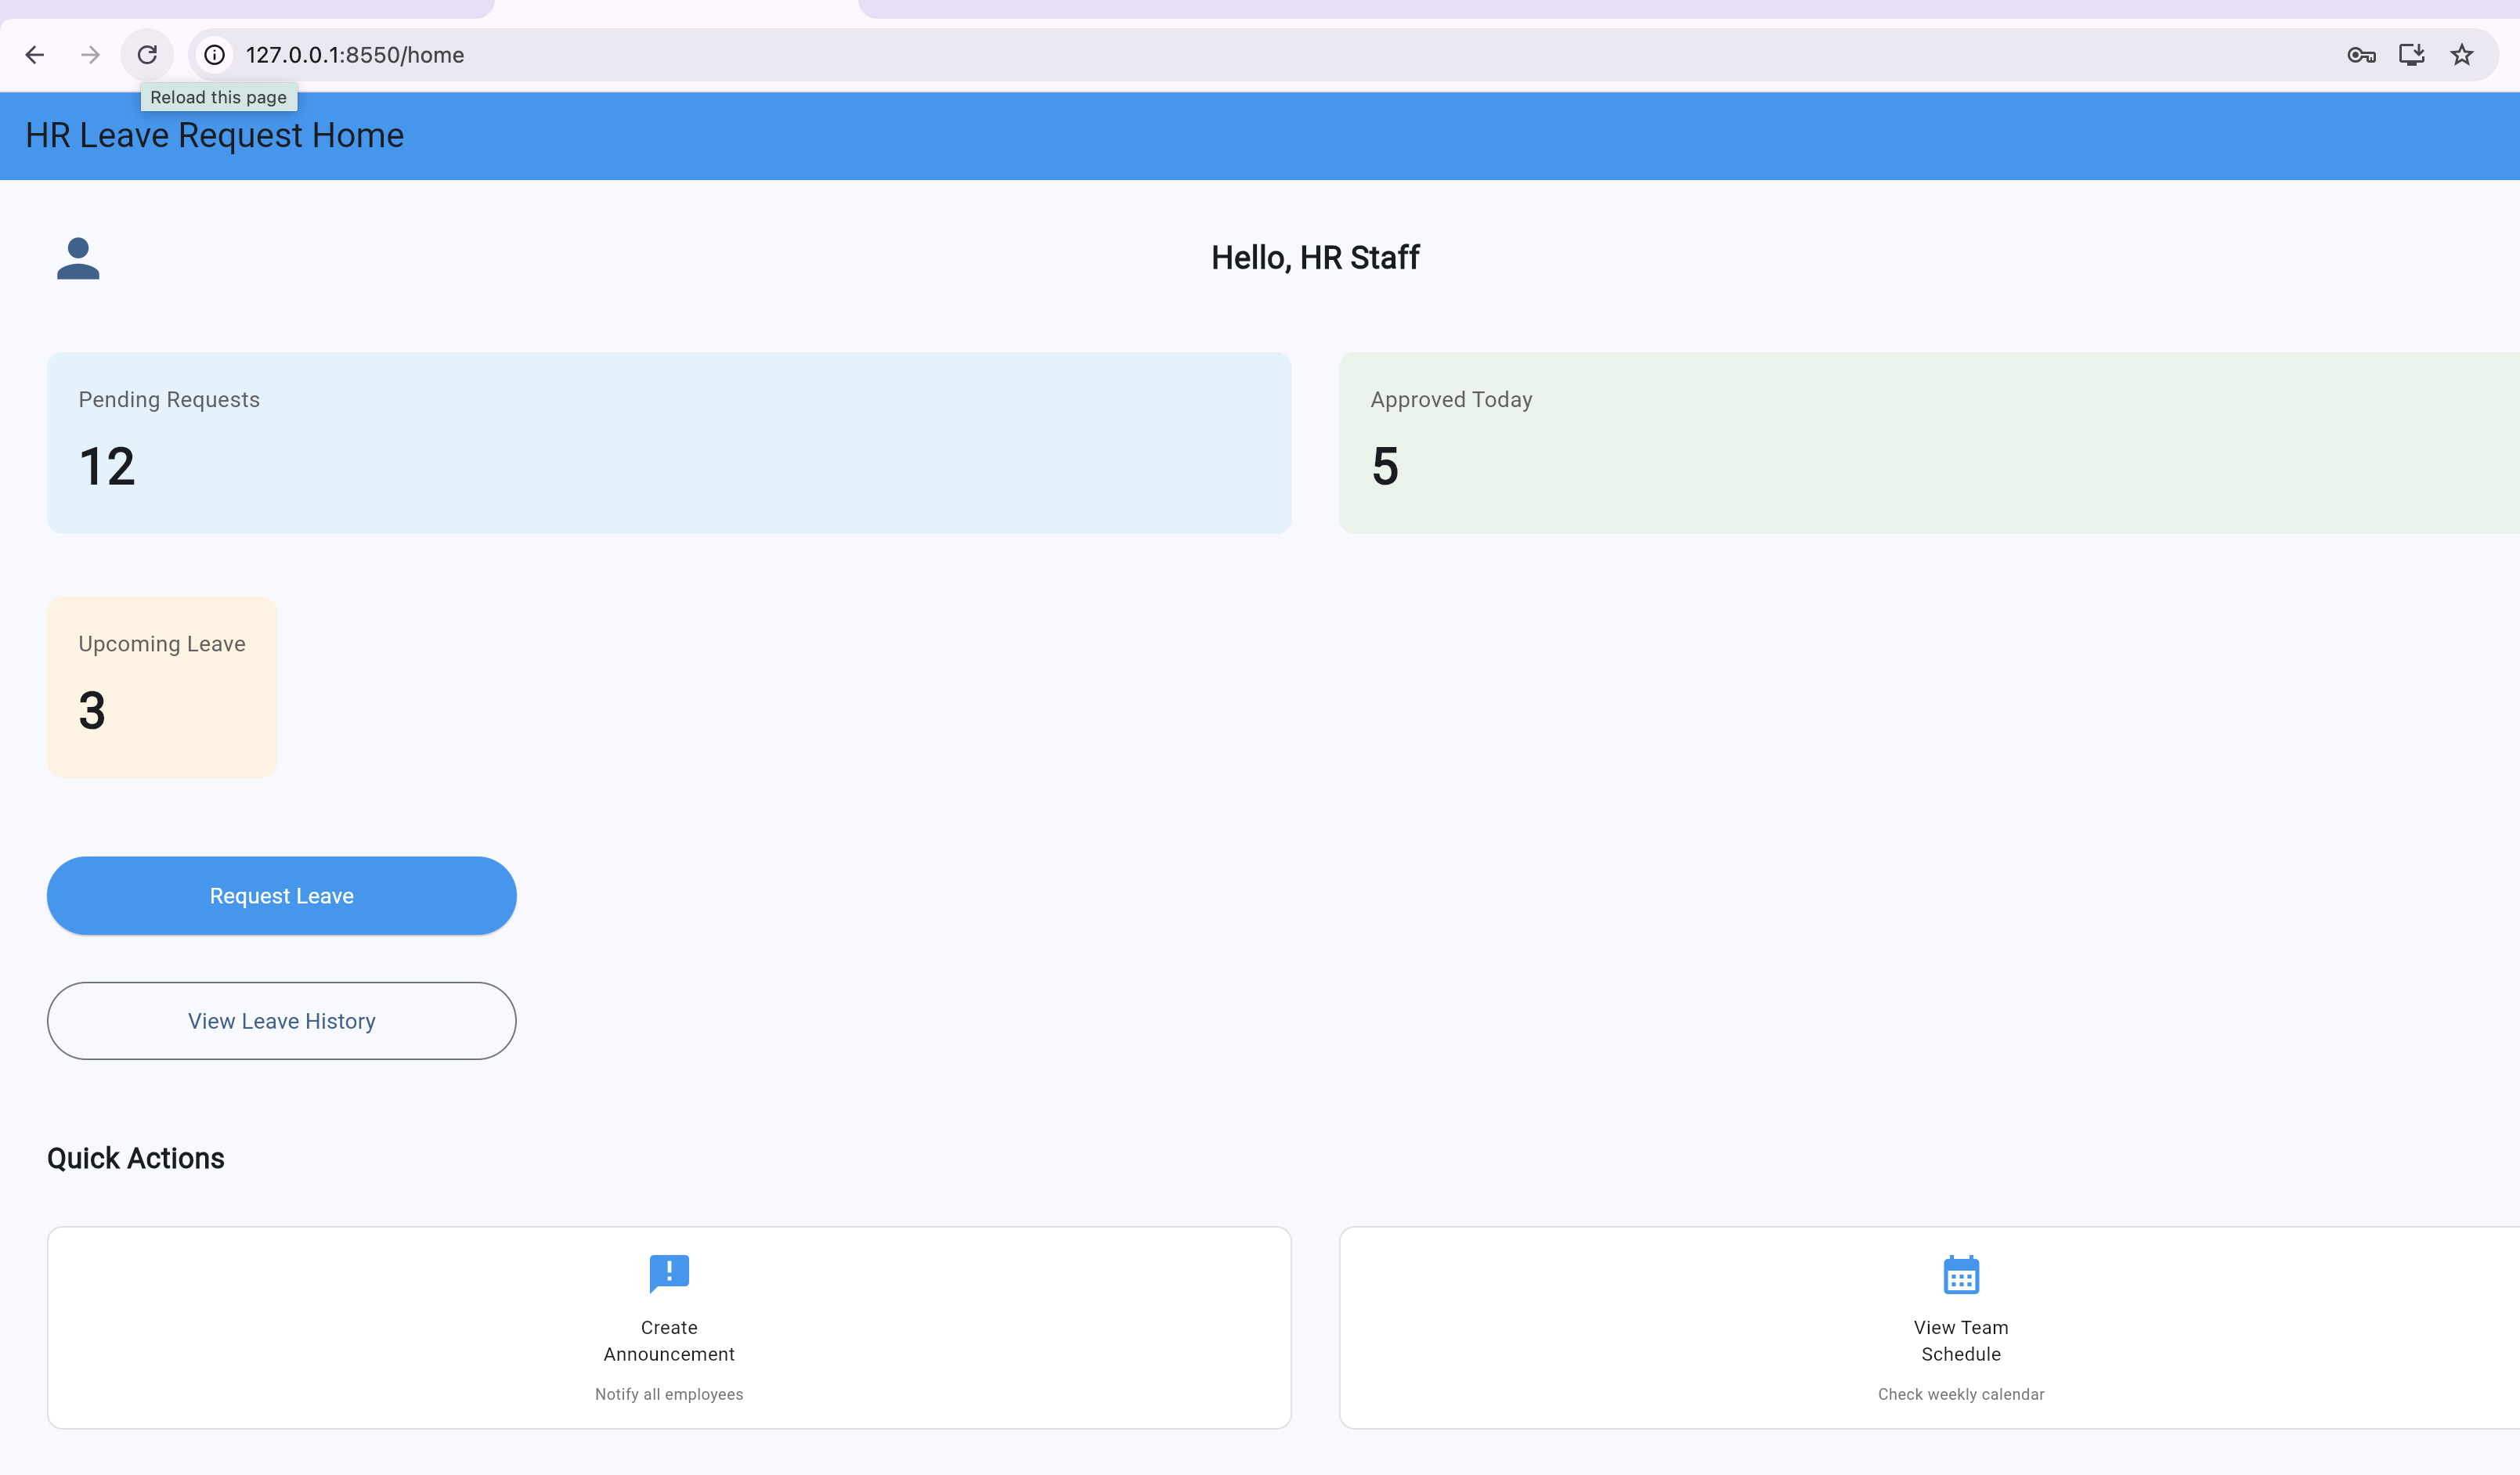 127.0.0.1:8550/home
Reload this page
HR Leave Request Home
Hello, HR Staff
Pending Requests
12
Approved Today
5
Upcoming Leave
3
Request Leave
View Leave History
Quick Actions
Create
Announcement
Notify all employees
View Team
Schedule
Check weekly calendar